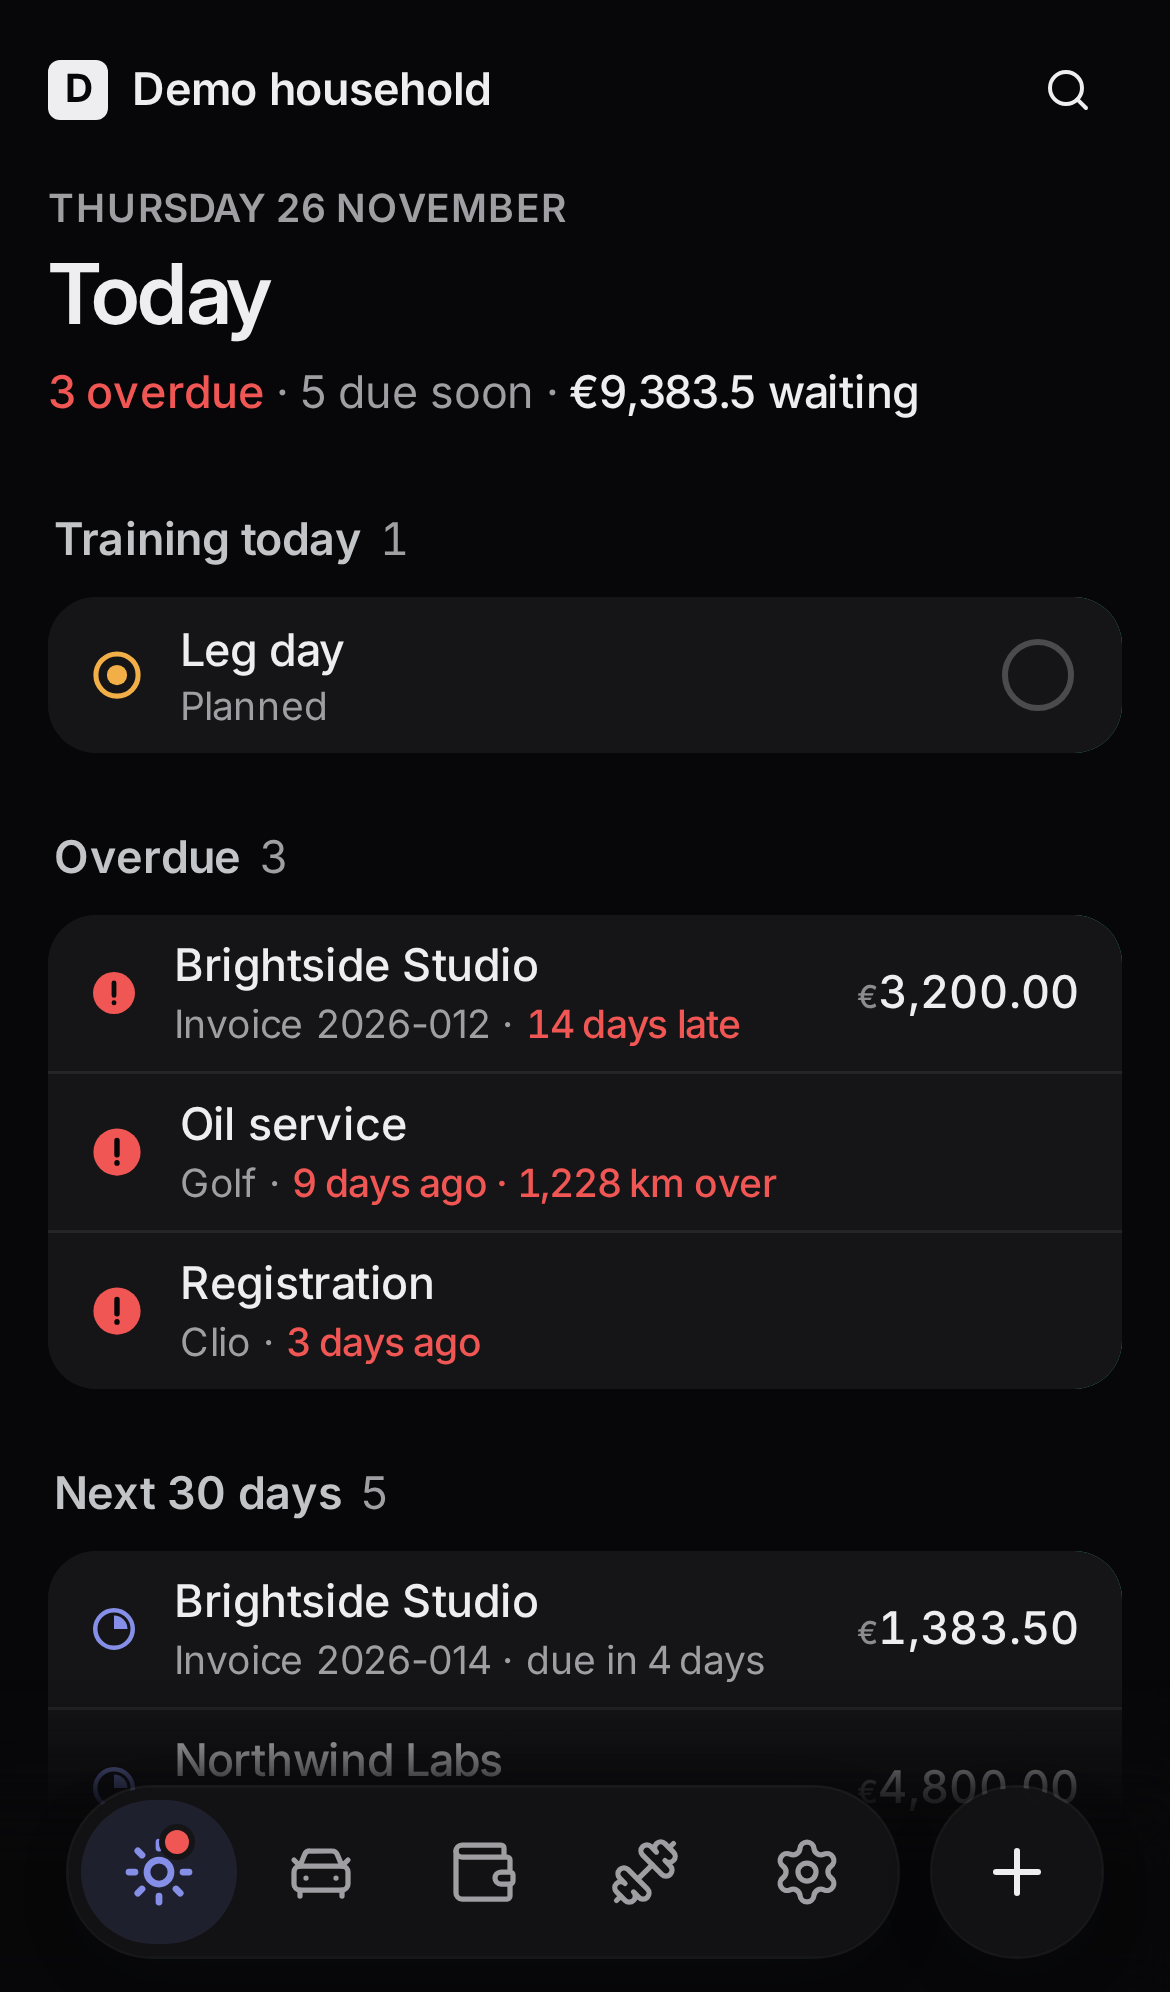 D Demo household
THURSDAY 26 NOVEMBER
Today
3 overdue · 5 due soon · €9,383.5 waiting
Training today 1
Leg day
Planned
Overdue 3
Brightside Studio
€3,200.00
Invoice 2026-012 · 14 days late
Oil service
Golf · 9 days ago · 1,228 km over
Registration
Clio · 3 days ago
Next 30 days 5
Brightside Studio
€1,383.50
Invoice 2026-014 · due in 4 days
Northwind Labs
€4,800.00